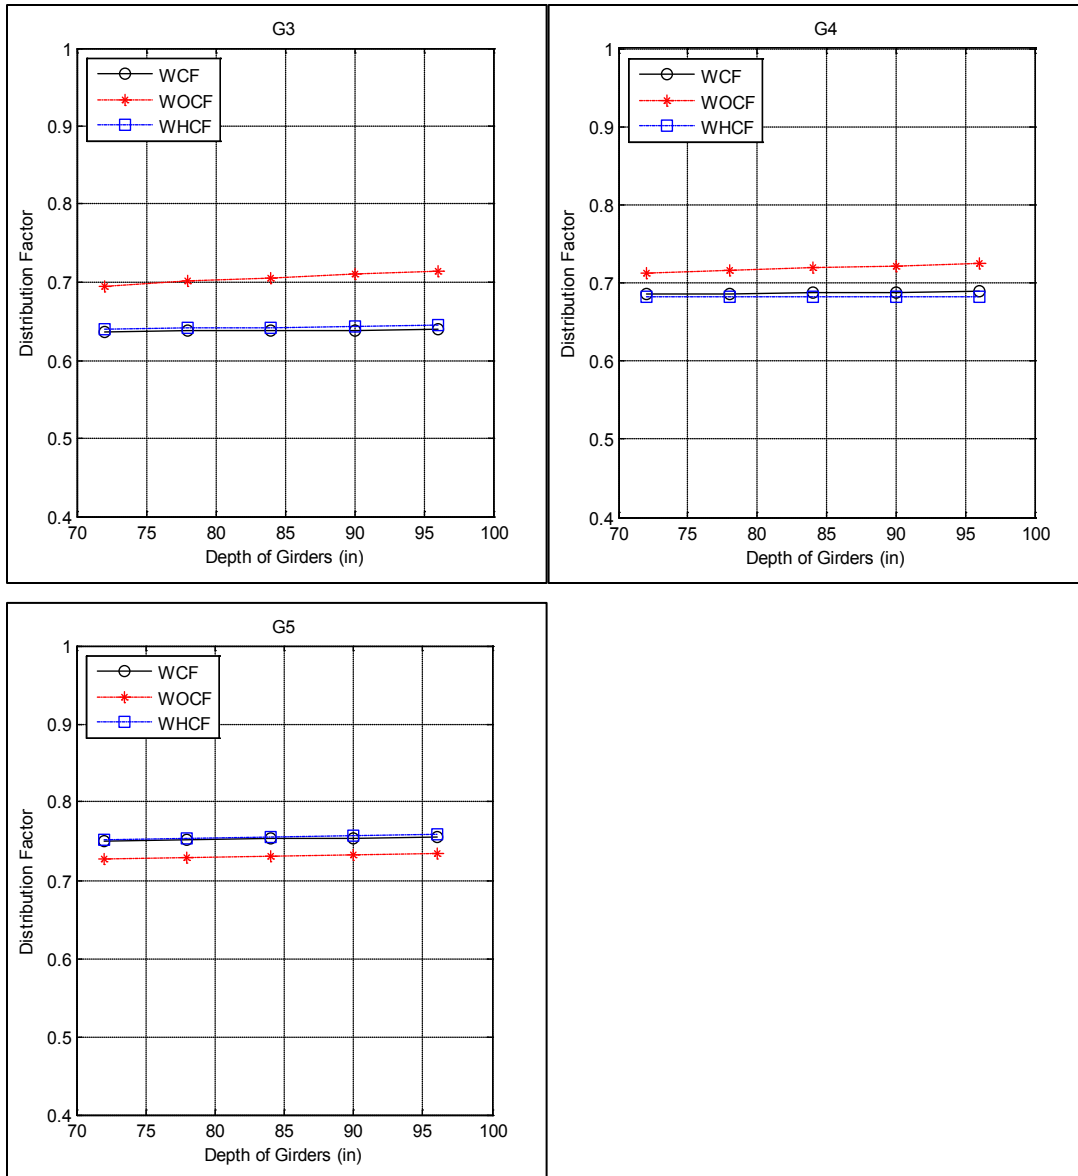 G3
WCF
WOCF
WHCF
1
0.9
0.8
0.7
0.6
0.5
0.4
Distribution Factor
70 75 80 85 90 95 100
Depth of Girders (in)
G4
WCF
WOCF
WHCF
1
0.9
0.8
0.7
0.6
0.5
0.4
Distribution Factor
70 75 80 85 90 95 100
Depth of Girders (in)
G5
WCF
WOCF
WHCF
1
0.9
0.8
0.7
0.6
0.5
0.4
Distribution Factor
70 75 80 85 90 95 100
Depth of Girders (in)